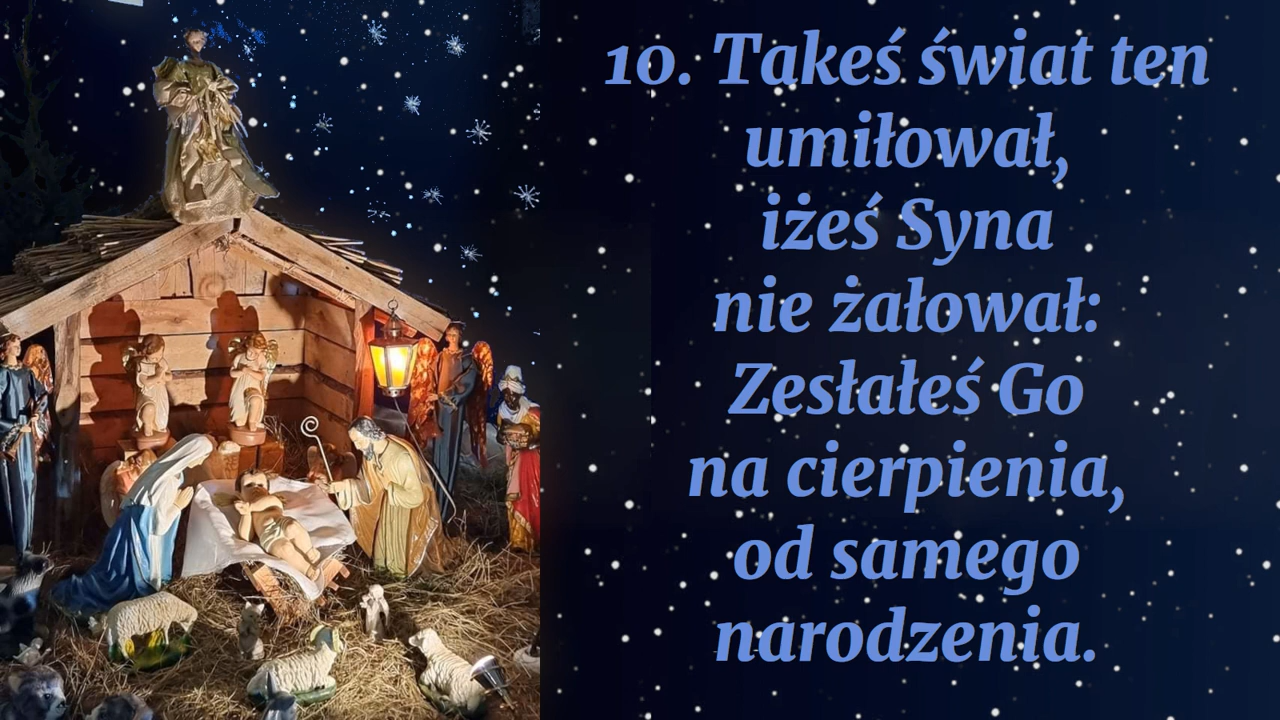 10. Takeś świat ten
umiłował,
iżeś Syna
nie żałował:
Zesłałeś Go
na cierpienia,
od samego
narodzenia.